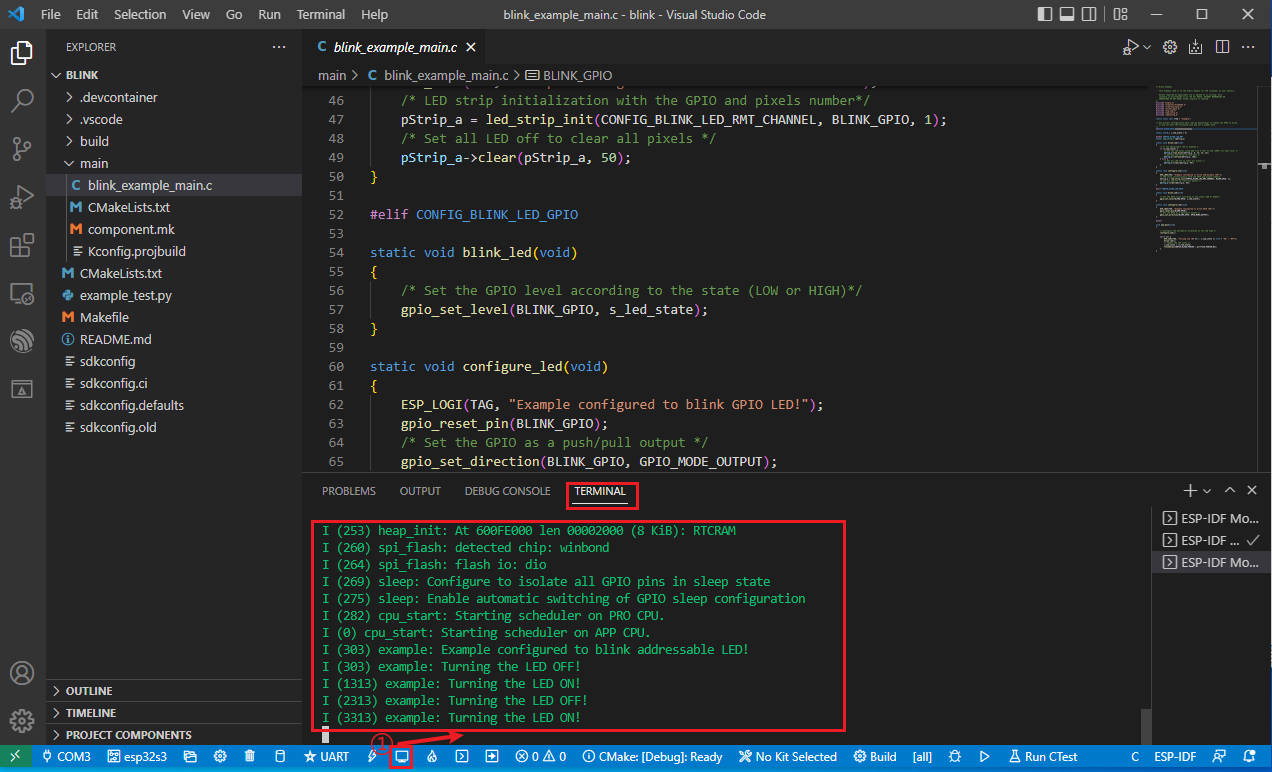 File Edit Selection View Go Run Terminal Help
blink_example_main.c - blink - Visual Studio Code
EXPLORER
BLINK
.devcontainer
.vscode
build
main
C blink_example_main.c
M CMakeLists.txt
M component.mk
Kconfig.projbuild
M CMakeLists.txt
example_test.py
M Makefile
README.md
sdkconfig
sdkconfig.ci
sdkconfig.defaults
sdkconfig.old
OUTLINE
TIMELINE
PROJECT COMPONENTS
C blink_example_main.c
main > C blink_example_main.c > BLINK_GPIO
46 /* LED strip initialization with the GPIO and pixels number*/
47 pStrip_a = led_strip_init(CONFIG_BLINK_LED_RMT_CHANNEL, BLINK_GPIO, 1);
48 /* Set all LED off to clear all pixels */
49 pStrip_a->clear(pStrip_a, 50);
50 }
51
52 #elif CONFIG_BLINK_LED_GPIO
53
54 static void blink_led(void)
55 {
56 /* Set the GPIO level according to the state (LOW or HIGH)*/
57 gpio_set_level(BLINK_GPIO, s_led_state);
58 }
59
60 static void configure_led(void)
61 {
62 ESP_LOGI(TAG, "Example configured to blink GPIO LED!");
63 gpio_reset_pin(BLINK_GPIO);
64 /* Set the GPIO as a push/pull output */
65 gpio_set_direction(BLINK_GPIO, GPIO_MODE_OUTPUT);
PROBLEMS OUTPUT DEBUG CONSOLE TERMINAL
I (253) heap_init: At 600FE000 len 00002000 (8 KiB): RTCRAM
I (260) spi_flash: detected chip: winbond
I (264) spi_flash: flash io: dio
I (269) sleep: Configure to isolate all GPIO pins in sleep state
I (275) sleep: Enable automatic switching of GPIO sleep configuration
I (282) cpu_start: Starting scheduler on PRO CPU.
I (0) cpu_start: Starting scheduler on APP CPU.
I (303) example: Example configured to blink addressable LED!
I (303) example: Turning the LED OFF!
I (1313) example: Turning the LED ON!
I (2313) example: Turning the LED OFF!
I (3313) example: Turning the LED ON!
ESP-IDF Mo...
ESP-IDF ...
ESP-IDF Mo...
①
COM3 esp32s3 UART 0 0 CMake: [Debug]: Ready No Kit Selected Build [all] Run CTest C ESP-IDF